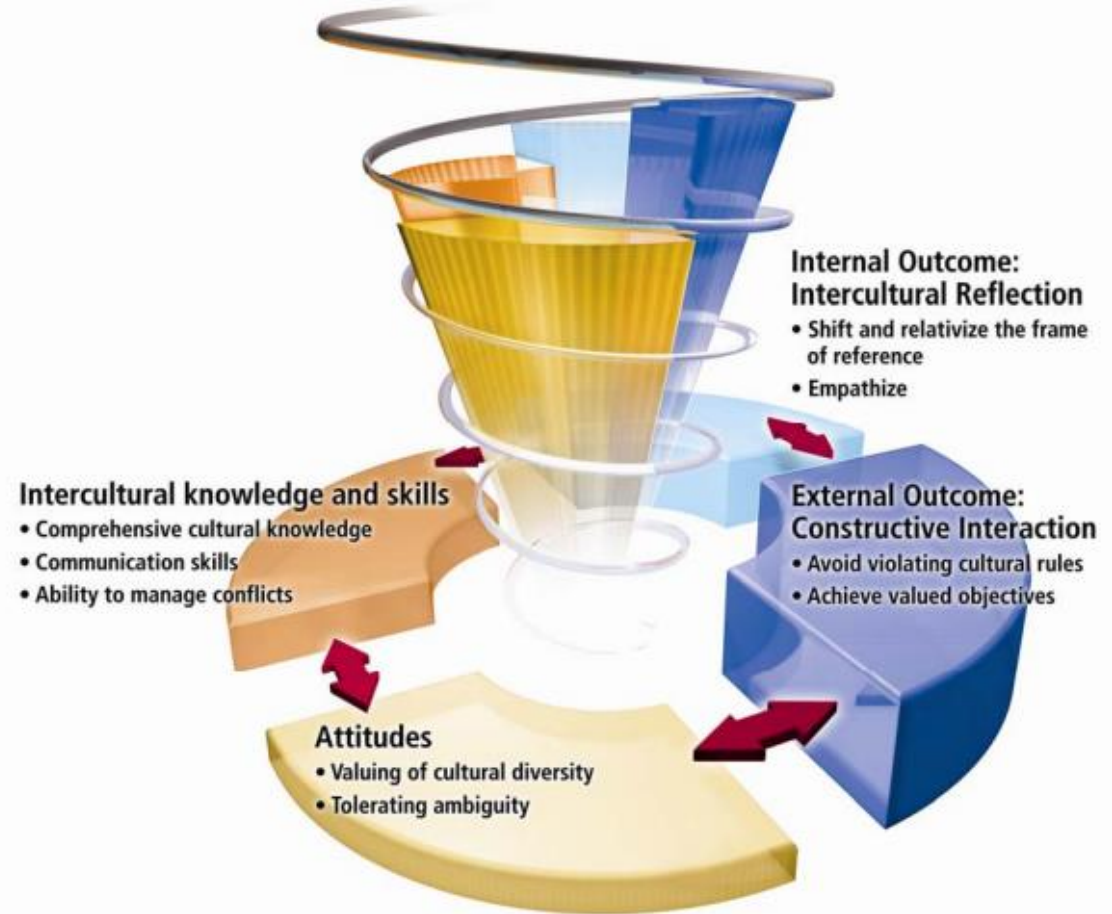 Internal Outcome:
Intercultural Reflection
• Shift and relativize the frame
of reference
• Empathize
Intercultural knowledge and skills
• Comprehensive cultural knowledge
• Communication skills
• Ability to manage conflicts
External Outcome:
Constructive Interaction
• Avoid violating cultural rules
• Achieve valued objectives
Attitudes
• Valuing of cultural diversity
• Tolerating ambiguity